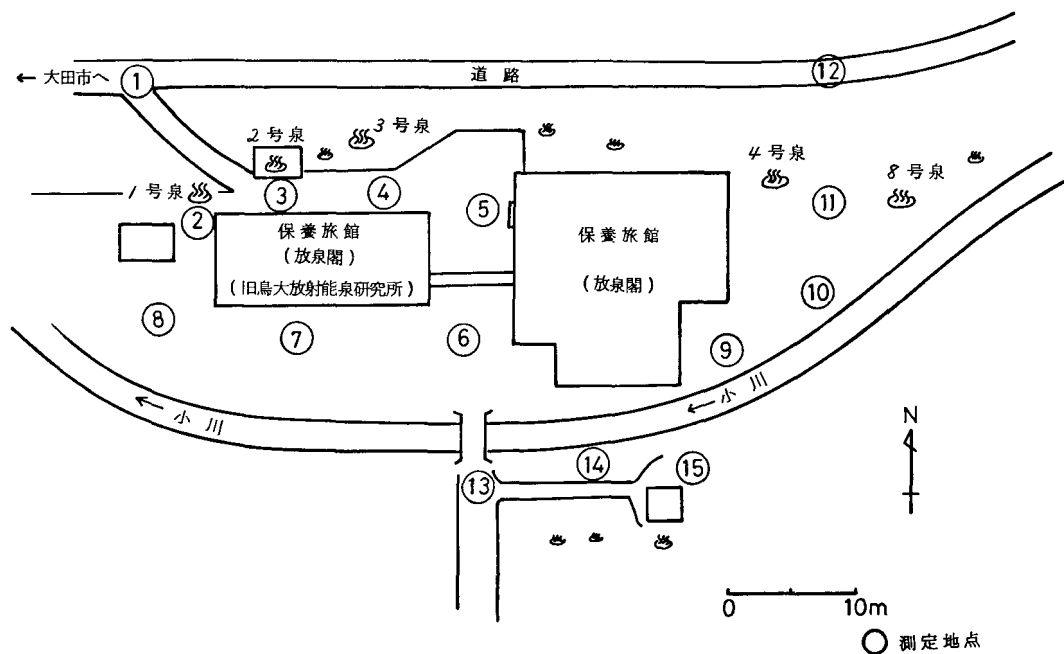 ← 大田市へ
①
道路
⑫
2号泉
3号泉
1号泉
②
③
④
⑤
4号泉
⑪
8号泉
保養旅館
(放泉閣)
(旧鳥大放射能泉研究所)
保養旅館
(放泉閣)
⑧
⑦
⑥
⑨
⑩
← 小川
← 小川
N
⑬
⑭
⑮
0 10m
○ 測定地点